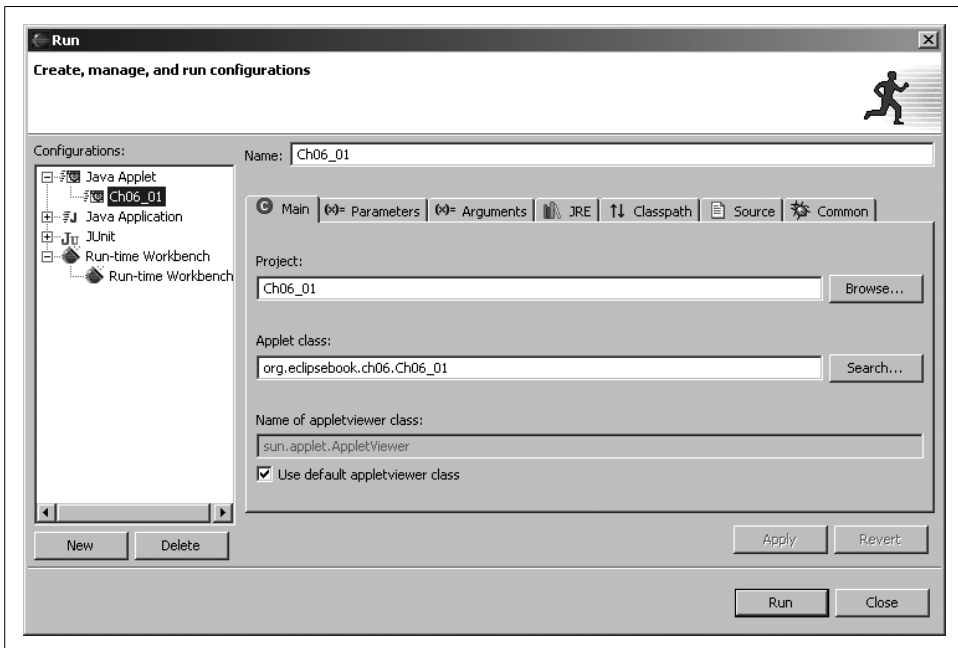 Run
Create, manage, and run configurations
Configurations:
Java Applet
Ch06_01
Java Application
JUnit
Run-time Workbench
Run-time Workbench
New
Delete
Name: Ch06_01
Main (x)= Parameters (x)= Arguments JRE Classpath Source Common
Project:
Ch06_01
Browse...
Applet class:
org.eclipsebook.ch06.Ch06_01
Search...
Name of appletviewer class:
sun.applet.AppletViewer
Use default appletviewer class
Apply
Revert
Run
Close